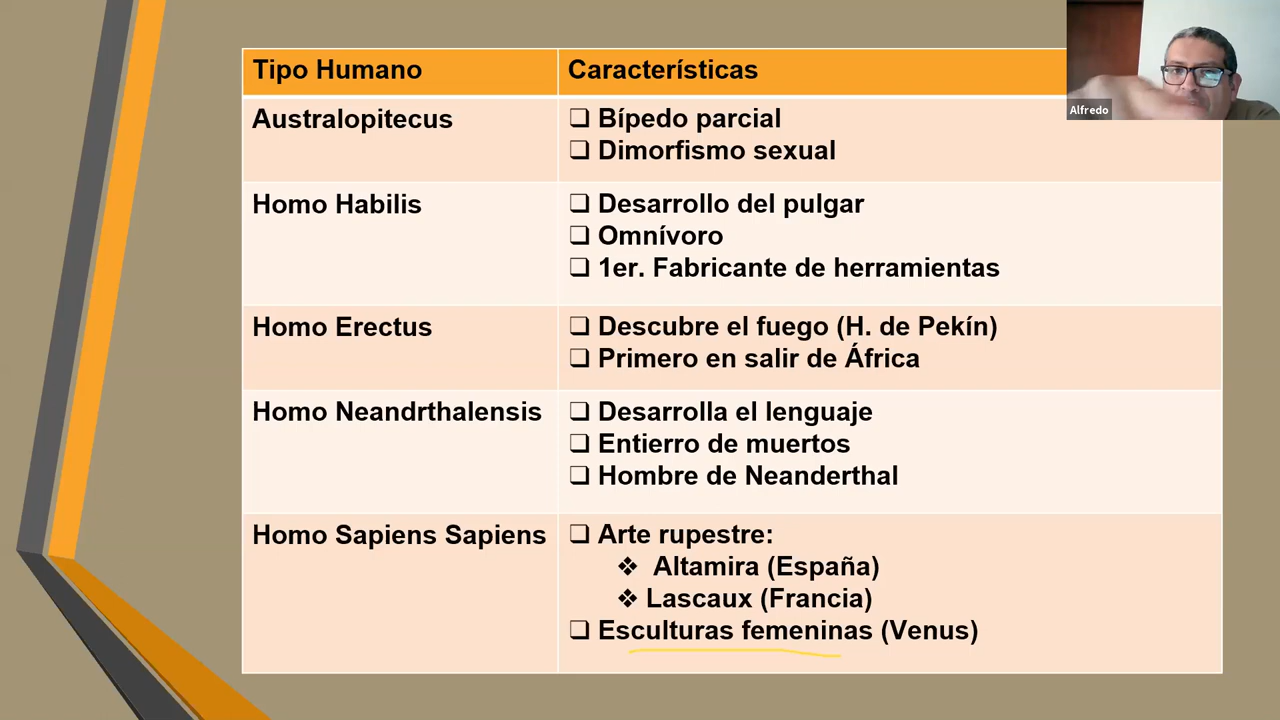 Tipo Humano
Características
Alfredo
Australopitecus
❑ Bípedo parcial
❑ Dimorfismo sexual
Homo Habilis
❑ Desarrollo del pulgar
❑ Omnívoro
❑ 1er. Fabricante de herramientas
Homo Erectus
❑ Descubre el fuego (H. de Pekín)
❑ Primero en salir de África
Homo Neandrthalensis
❑ Desarrolla el lenguaje
❑ Entierro de muertos
❑ Hombre de Neanderthal
Homo Sapiens Sapiens
❑ Arte rupestre:
❖ Altamira (España)
❖ Lascaux (Francia)
❑ Esculturas femeninas (Venus)